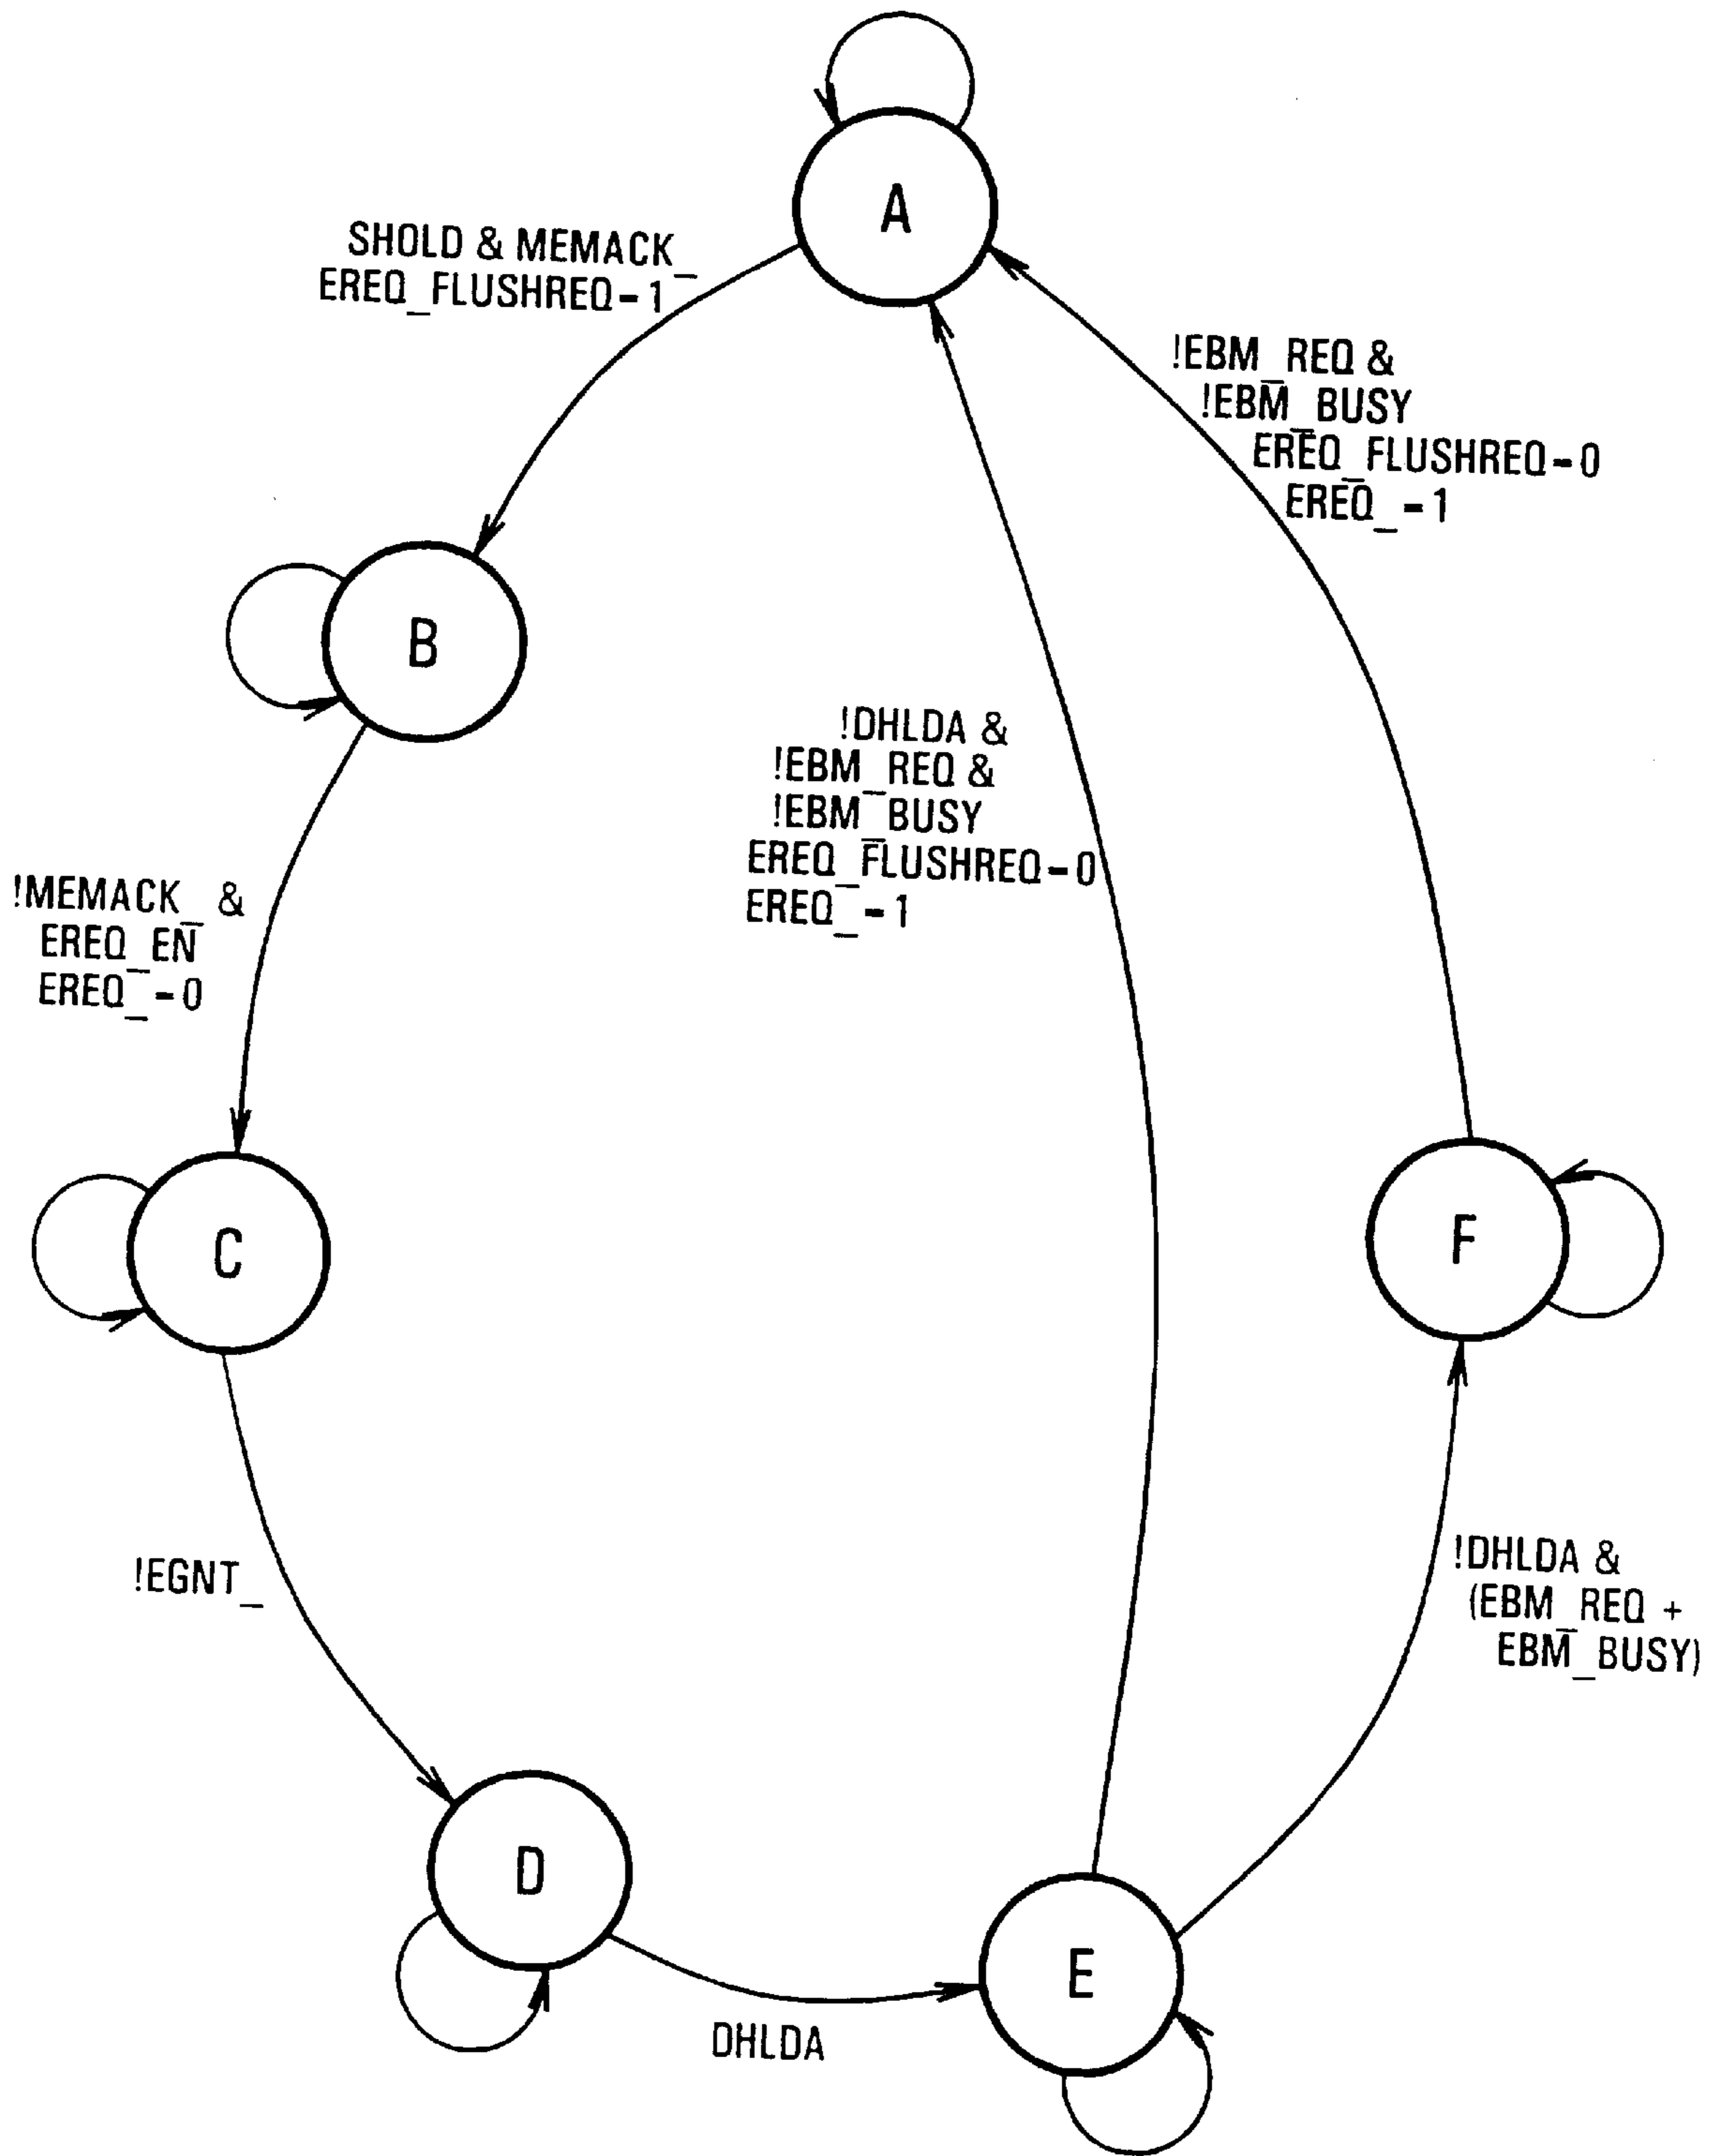 A
SHOLD & MEMACK_
EREQ_FLUSHREQ=1
!EBM_REQ &
!EBM_BUSY
EREQ_FLUSHREQ=0
EREQ_=1
B
!DHLDA &
!EBM_REQ &
!EBM_BUSY
EREQ_FLUSHREQ=0
EREQ_=1
!MEMACK_ &
EREQ_EN
EREQ_=0
C
F
!EGNT_
!DHLDA &
(EBM_REQ +
EBM_BUSY)
D
E
DHLDA